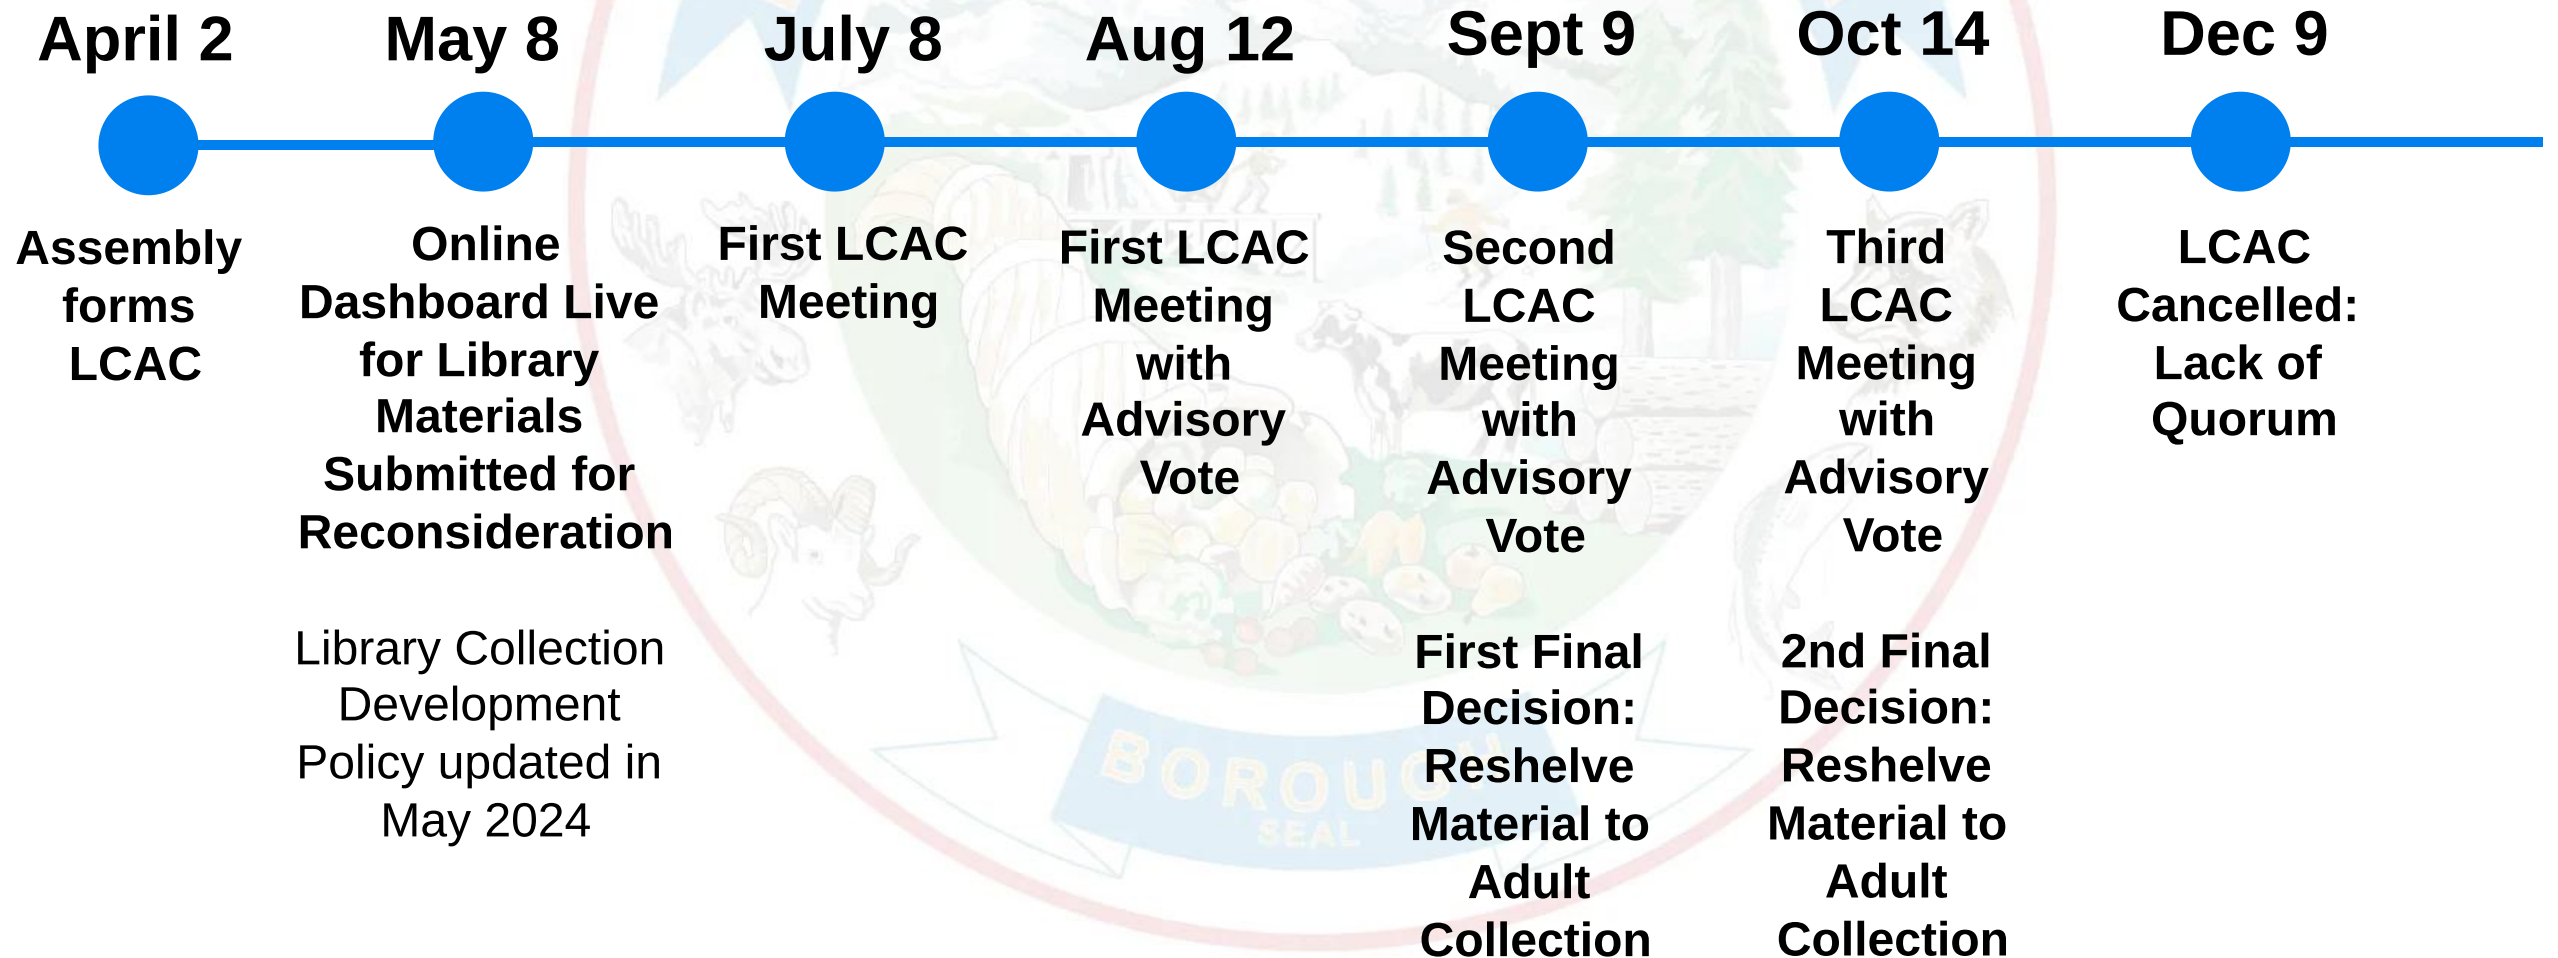 April 2
May 8
July 8
Aug 12
Sept 9
Oct 14
Dec 9
Assembly
forms
LCAC
Online
Dashboard Live
for Library
Materials
Submitted for
Reconsideration
Library Collection
Development
Policy updated in
May 2024
First LCAC
Meeting
First LCAC
Meeting
with
Advisory
Vote
Second
LCAC
Meeting
with
Advisory
Vote
First Final
Decision:
Reshelve
Material to
Adult
Collection
Third
LCAC
Meeting
with
Advisory
Vote
2nd Final
Decision:
Reshelve
Material to
Adult
Collection
LCAC
Cancelled:
Lack of
Quorum
BOROUGH
SEAL